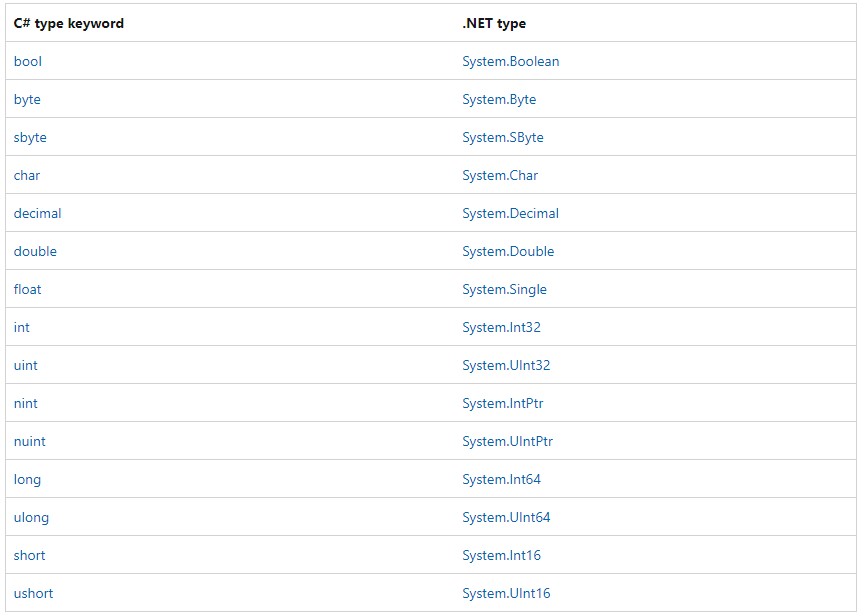 C# type keyword .NET type
bool System.Boolean
byte System.Byte
sbyte System.SByte
char System.Char
decimal System.Decimal
double System.Double
float System.Single
int System.Int32
uint System.UInt32
nint System.IntPtr
nuint System.UIntPtr
long System.Int64
ulong System.UInt64
short System.Int16
ushort System.UInt16